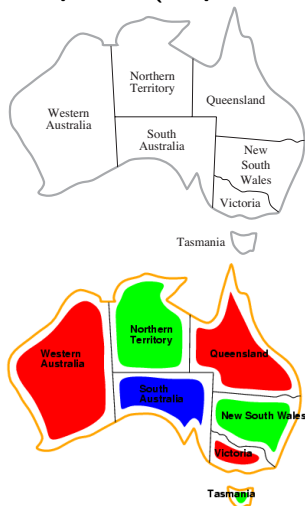 Northern
Territory
Queensland
Western
Australia
South
Australia
New
South
Wales
Victoria
Tasmania
Northern
Territory
Western
Australia
Queensland
South
Australia
New South Wales
Victoria
Tasmania